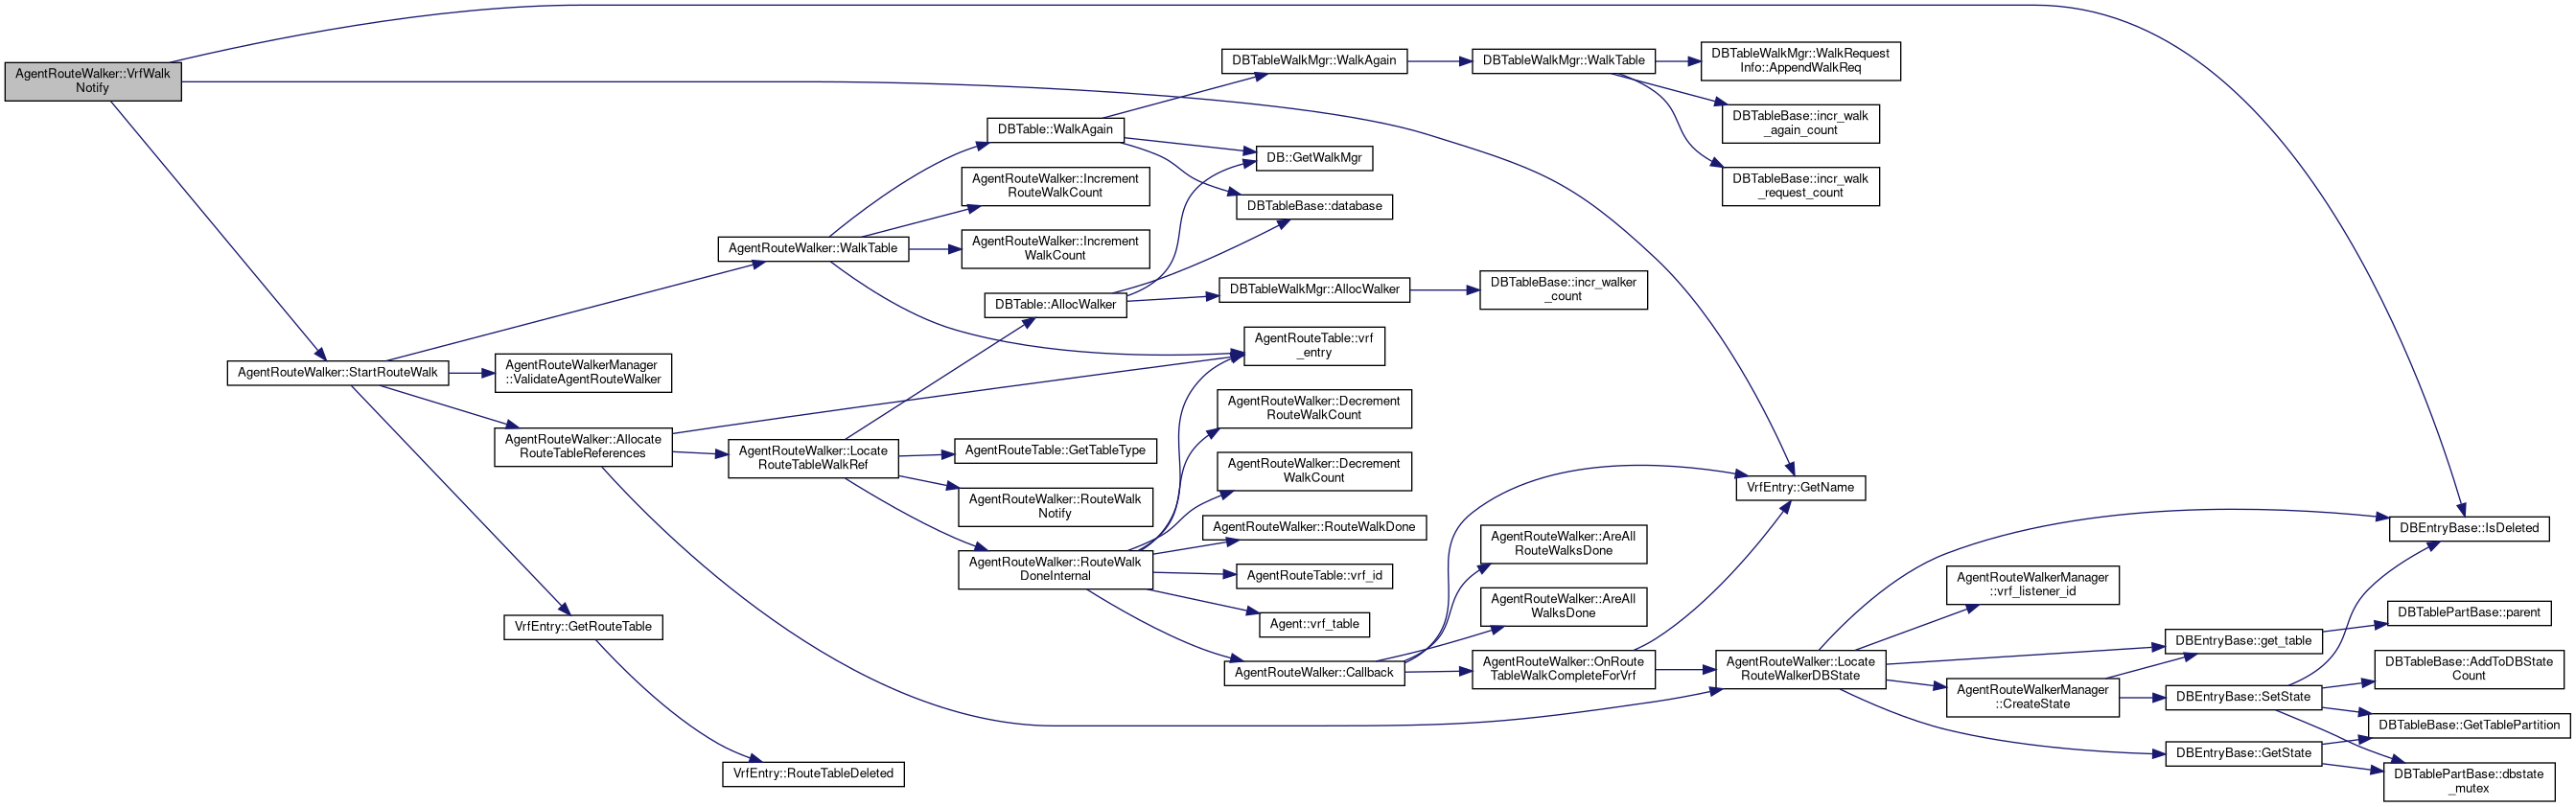 AgentRouteWalker::VrfWalk
Notify
AgentRouteWalker::StartRouteWalk
AgentRouteWalkerManager
::ValidateAgentRouteWalker
AgentRouteWalker::Allocate
RouteTableReferences
VrfEntry::GetRouteTable
AgentRouteWalker::WalkTable
AgentRouteWalker::Locate
RouteTableWalkRef
VrfEntry::RouteTableDeleted
DBTable::WalkAgain
AgentRouteWalker::Increment
RouteWalkCount
AgentRouteWalker::Increment
WalkCount
DBTable::AllocWalker
AgentRouteTable::GetTableType
AgentRouteWalker::RouteWalk
Notify
AgentRouteWalker::RouteWalk
DoneInternal
DBTableWalkMgr::WalkAgain
DB::GetWalkMgr
DBTableBase::database
DBTableWalkMgr::AllocWalker
AgentRouteTable::vrf
_entry
AgentRouteWalker::Decrement
RouteWalkCount
AgentRouteWalker::Decrement
WalkCount
AgentRouteWalker::RouteWalkDone
AgentRouteTable::vrf_id
Agent::vrf_table
AgentRouteWalker::Callback
DBTableWalkMgr::WalkTable
DBTableBase::incr_walker
_count
AgentRouteWalker::AreAll
RouteWalksDone
AgentRouteWalker::AreAll
WalksDone
AgentRouteWalker::OnRoute
TableWalkCompleteForVrf
DBTableWalkMgr::WalkRequest
Info::AppendWalkReq
DBTableBase::incr_walk
_again_count
DBTableBase::incr_walk
_request_count
VrfEntry::GetName
AgentRouteWalker::Locate
RouteWalkerDBState
AgentRouteWalkerManager
::vrf_listener_id
AgentRouteWalkerManager
::CreateState
DBEntryBase::get_table
DBEntryBase::SetState
DBEntryBase::GetState
DBEntryBase::IsDeleted
DBTablePartBase::parent
DBTableBase::AddToDBState
Count
DBTableBase::GetTablePartition
DBTablePartBase::dbstate
_mutex